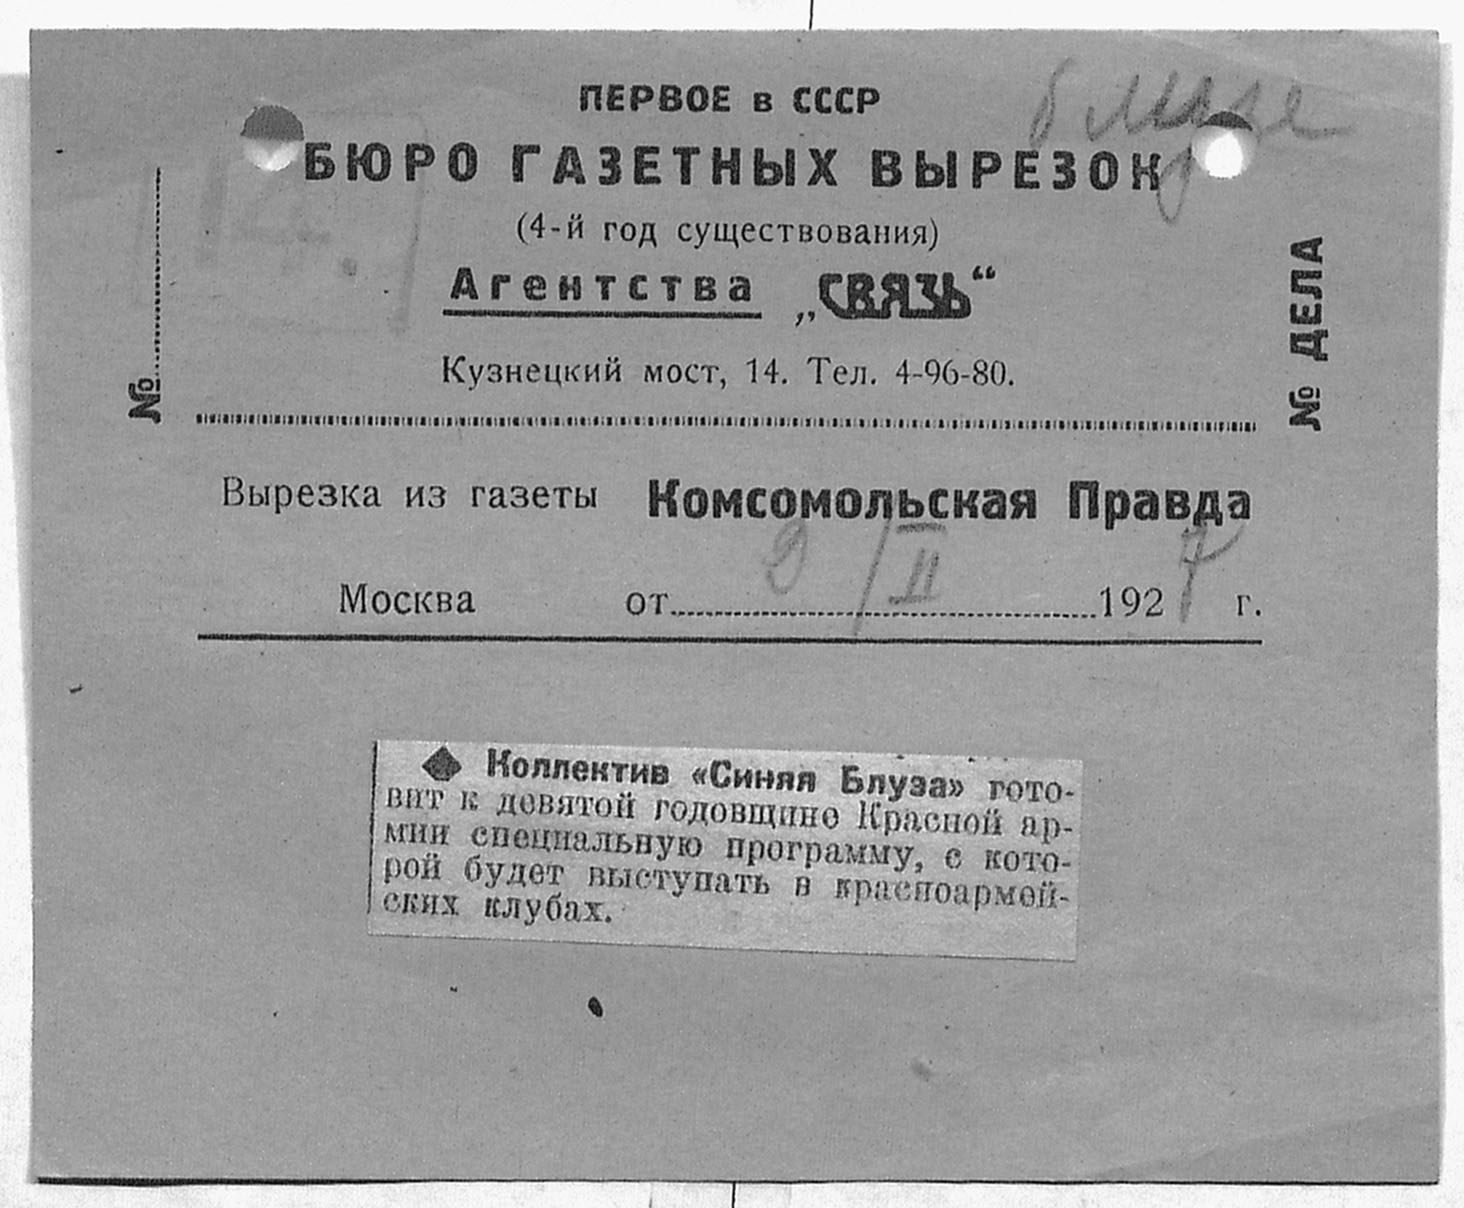 ПЕРВОЕ в СССР
БЮРО ГАЗЕТНЫХ ВЫРЕЗОК
(4-й год существования)
Агентства „СВЯЗЬ“
Кузнецкий мост, 14. Тел. 4-96-80.
№
№ ДЕЛА
Вырезка из газеты Комсомольская Правда
Москва от 9/II 1927 г.
◆ Коллектив «Синяя Блуза» гото-
вит к девятой годовщине Красной ар-
мии специальную программу, с кото-
рой будет выступать в красноармей-
ских клубах.